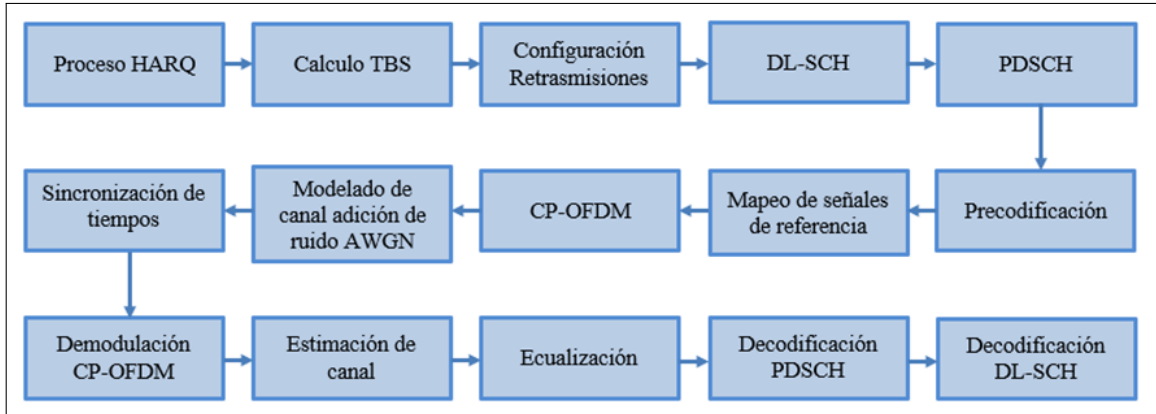 Proceso HARQ
Calculo TBS
Configuración
Retrasmisiones
DL-SCH
PDSCH
Sincronización de
tiempos
Modelado de
canal adición de
ruido AWGN
CP-OFDM
Mapeo de señales
de referencia
Precodificación
Demodulación
CP-OFDM
Estimación de
canal
Ecualización
Decodificación
PDSCH
Decodificación
DL-SCH